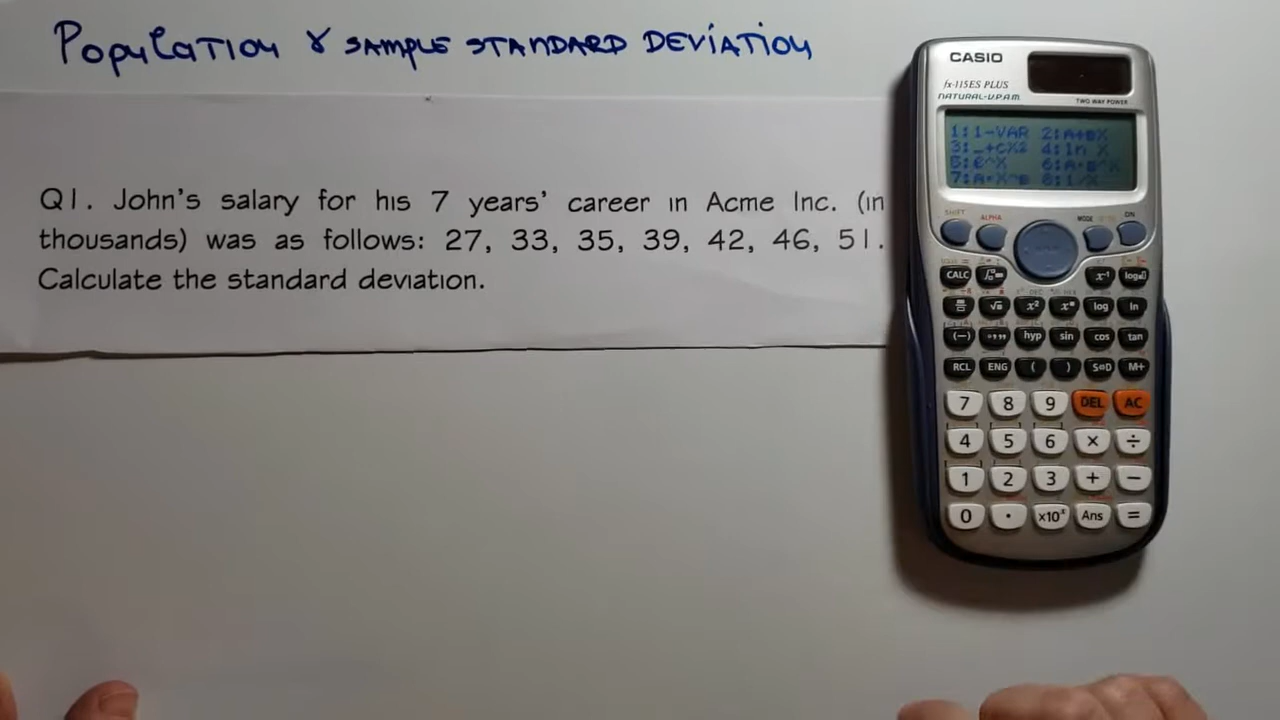 Population & SAMPLE STANDARD DEViATiON
Q1. John's salary for his 7 years' career in Acme Inc. (in
thousands) was as follows: 27, 33, 35, 39, 42, 46, 51.
Calculate the standard deviation.
CASIO
fx-115ES PLUS
NATURAL-V.P.A.M.
TWO WAY POWER
1:1-VAR 2:A+BX
3:_+CX² 4:ln X
5:e^X 6:A•B^X
7:A•X^B 8:1/X
SHIFT ALPHA MODE ON
CALC x⁻¹ log
x² log ln
(−) hyp sin cos tan
RCL ENG ( ) S⇔D M+
7 8 9 DEL AC
4 5 6 × ÷
1 2 3 + −
0 • ×10ˣ Ans =